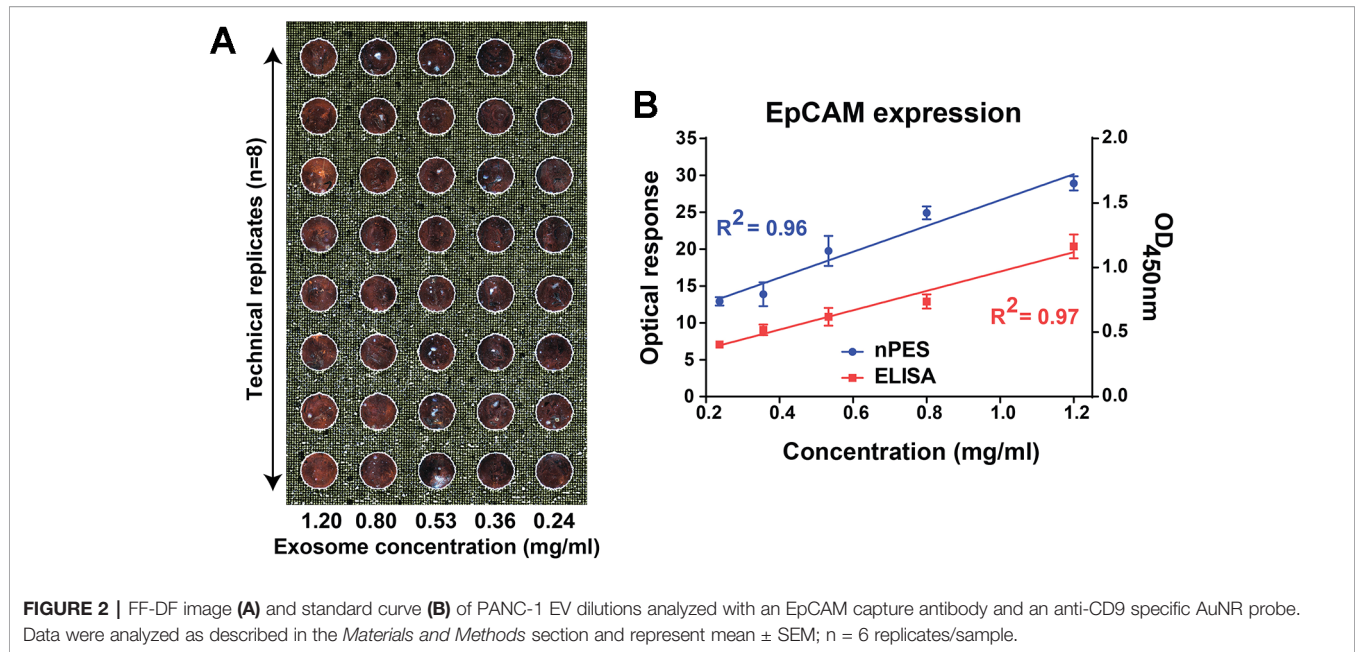 A
Technical replicates (n=8)
1.20 0.80 0.53 0.36 0.24
Exosome concentration (mg/ml)
B
EpCAM expression
35
30
25
20
15
10
5
0
Optical response
2.0
1.5
1.0
0.5
0.0
OD450nm
R2 = 0.96
R2 = 0.97
nPES
ELISA
0.2 0.4 0.6 0.8 1.0 1.2
Concentration (mg/ml)
FIGURE 2 | FF-DF image (A) and standard curve (B) of PANC-1 EV dilutions analyzed with an EpCAM capture antibody and an anti-CD9 specific AuNR probe.
Data were analyzed as described in the Materials and Methods section and represent mean ± SEM; n = 6 replicates/sample.